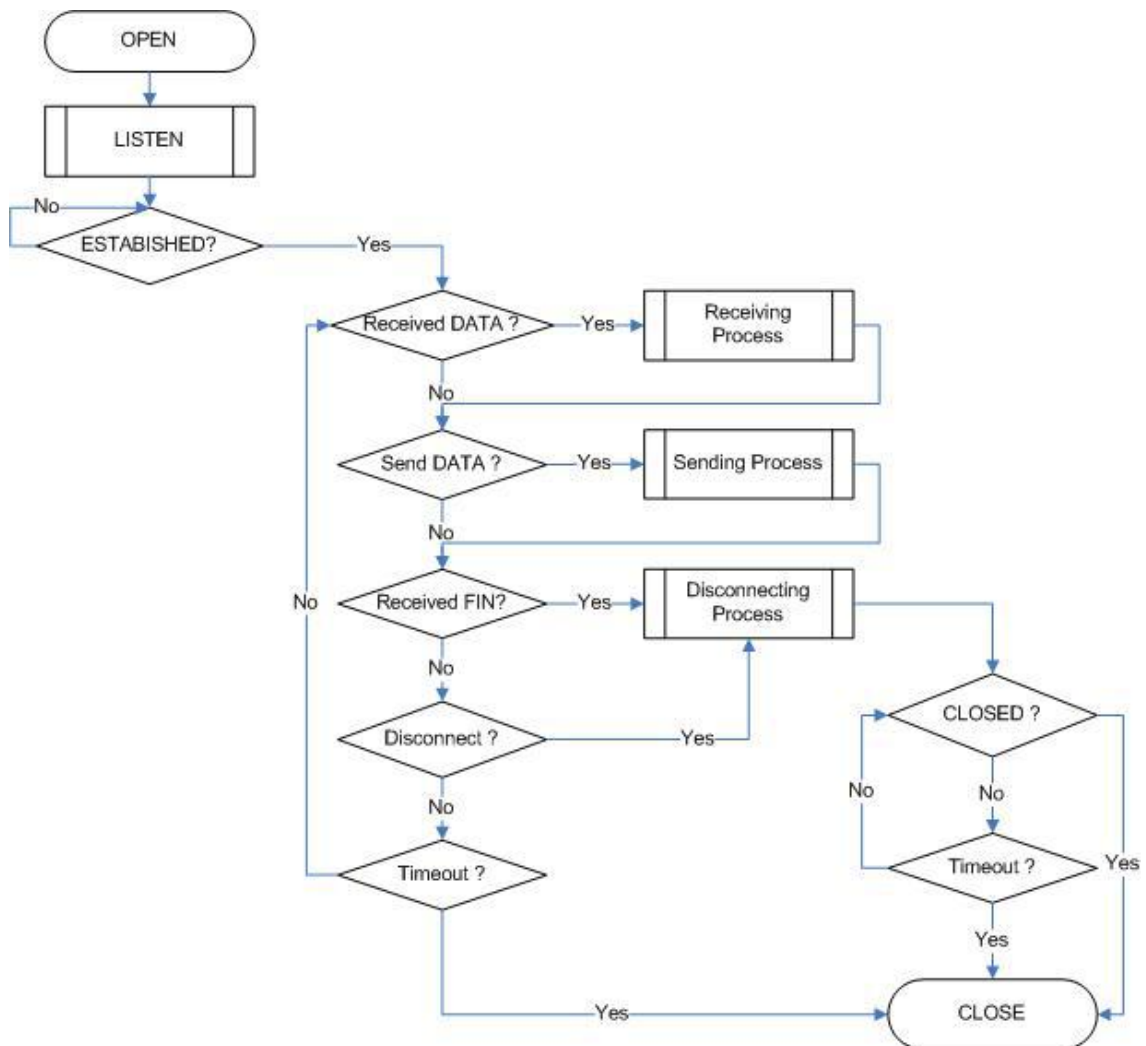 OPEN
LISTEN
No
ESTABISHED?
Yes
Received DATA ?
Yes
Receiving
Process
No
Send DATA ?
Yes
Sending Process
No
Received FIN?
Yes
Disconnecting
Process
No
No
Disconnect ?
Yes
CLOSED ?
No
No
No
Timeout ?
Timeout ?
Yes
Yes
Yes
CLOSE